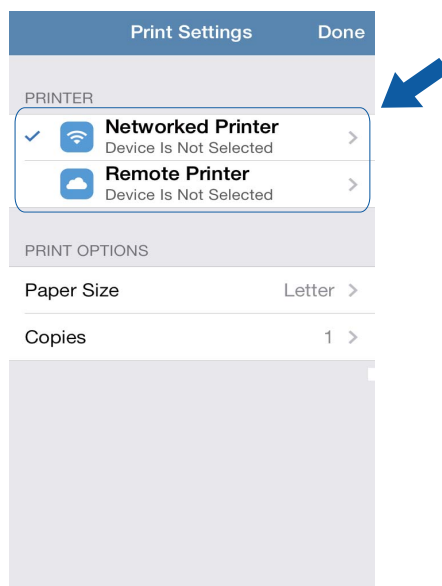 Print Settings Done
PRINTER
Networked Printer
Device Is Not Selected
Remote Printer
Device Is Not Selected
PRINT OPTIONS
Paper Size Letter
Copies 1